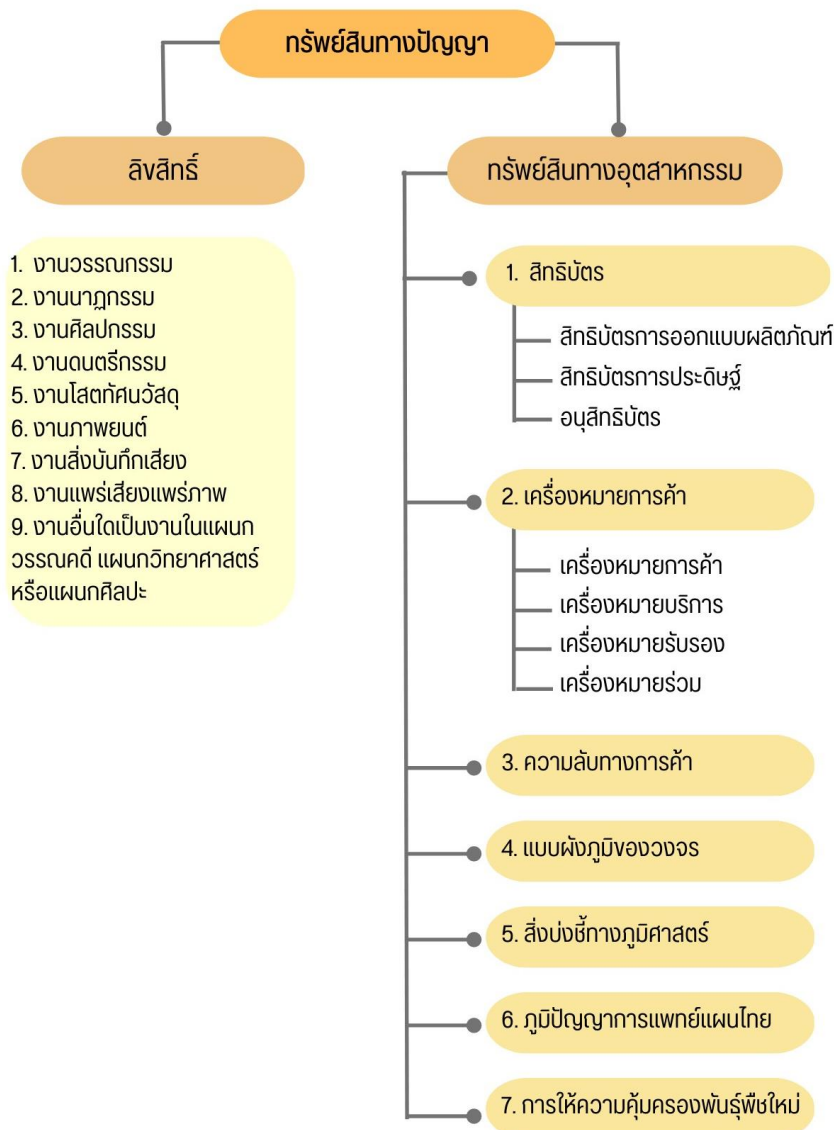 ทรัพย์สินทางปัญญา
ลิขสิทธิ์
1. งานวรรณกรรม
2. งานนาฏกรรม
3. งานศิลปกรรม
4. งานดนตรีกรรม
5. งานโสตทัศนวัสดุ
6. งานภาพยนต์
7. งานสิ่งบันทึกเสียง
8. งานแพร่เสียงแพร่ภาพ
9. งานอื่นใดเป็นงานในแผนก
วรรณคดี แผนกวิทยาศาสตร์
หรือแผนกศิลปะ
ทรัพย์สินทางอุตสาหกรรม
1. สิทธิบัตร
สิทธิบัตรการออกแบบผลิตภัณฑ์
สิทธิบัตรการประดิษฐ์
อนุสิทธิบัตร
2. เครื่องหมายการค้า
เครื่องหมายการค้า
เครื่องหมายบริการ
เครื่องหมายรับรอง
เครื่องหมายร่วม
3. ความลับทางการค้า
4. แบบผังภูมิของวงจร
5. สิ่งบ่งชี้ทางภูมิศาสตร์
6. ภูมิปัญญาการแพทย์แผนไทย
7. การให้ความคุ้มครองพันธุ์พืชใหม่